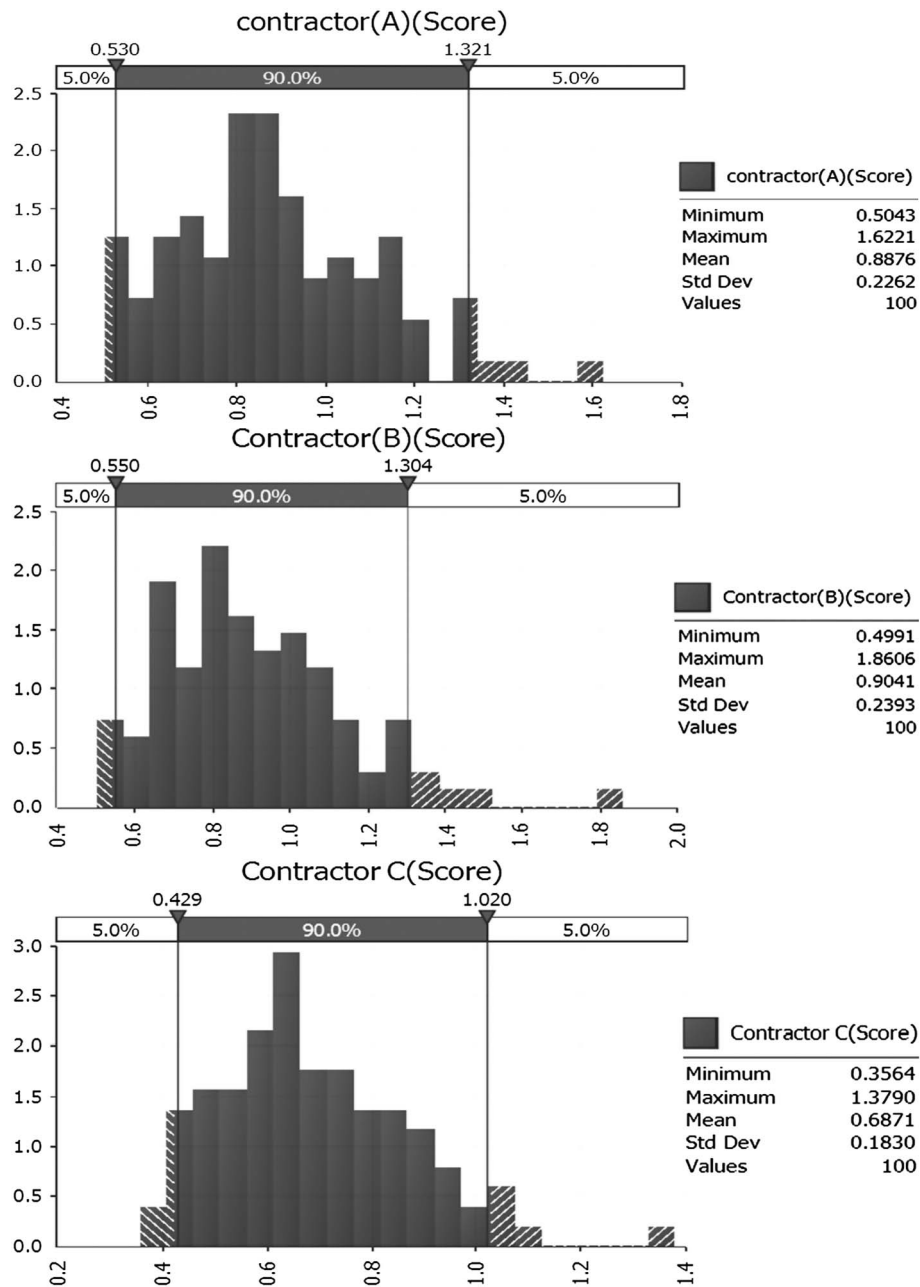 contractor(A)(Score)
0.530 1.321
5.0% 90.0% 5.0%
2.5
2.0
1.5
1.0
0.5
0.0
0.4 0.6 0.8 1.0 1.2 1.4 1.6 1.8
contractor(A)(Score)
Minimum 0.5043
Maximum 1.6221
Mean 0.8876
Std Dev 0.2262
Values 100
Contractor(B)(Score)
0.550 1.304
5.0% 90.0% 5.0%
2.5
2.0
1.5
1.0
0.5
0.0
0.4 0.6 0.8 1.0 1.2 1.4 1.6 1.8 2.0
Contractor(B)(Score)
Minimum 0.4991
Maximum 1.8606
Mean 0.9041
Std Dev 0.2393
Values 100
Contractor C(Score)
0.429 1.020
5.0% 90.0% 5.0%
3.0
2.5
2.0
1.5
1.0
0.5
0.0
0.2 0.4 0.6 0.8 1.0 1.2 1.4
Contractor C(Score)
Minimum 0.3564
Maximum 1.3790
Mean 0.6871
Std Dev 0.1830
Values 100